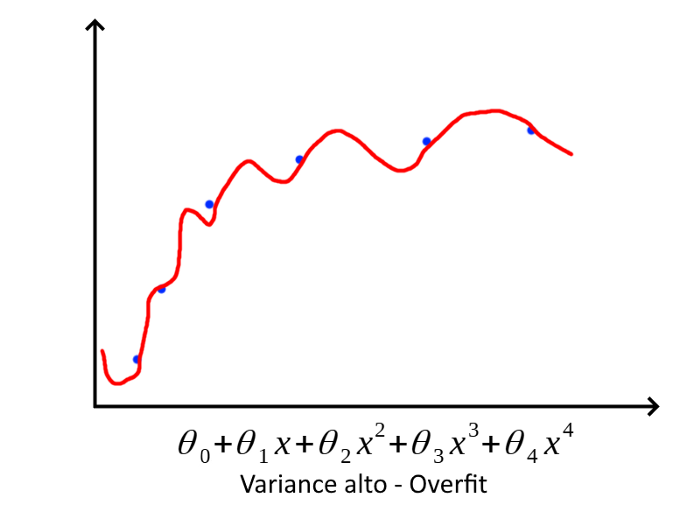 θ₀+θ₁x+θ₂x²+θ₃x³+θ₄x⁴
Variance alto - Overfit